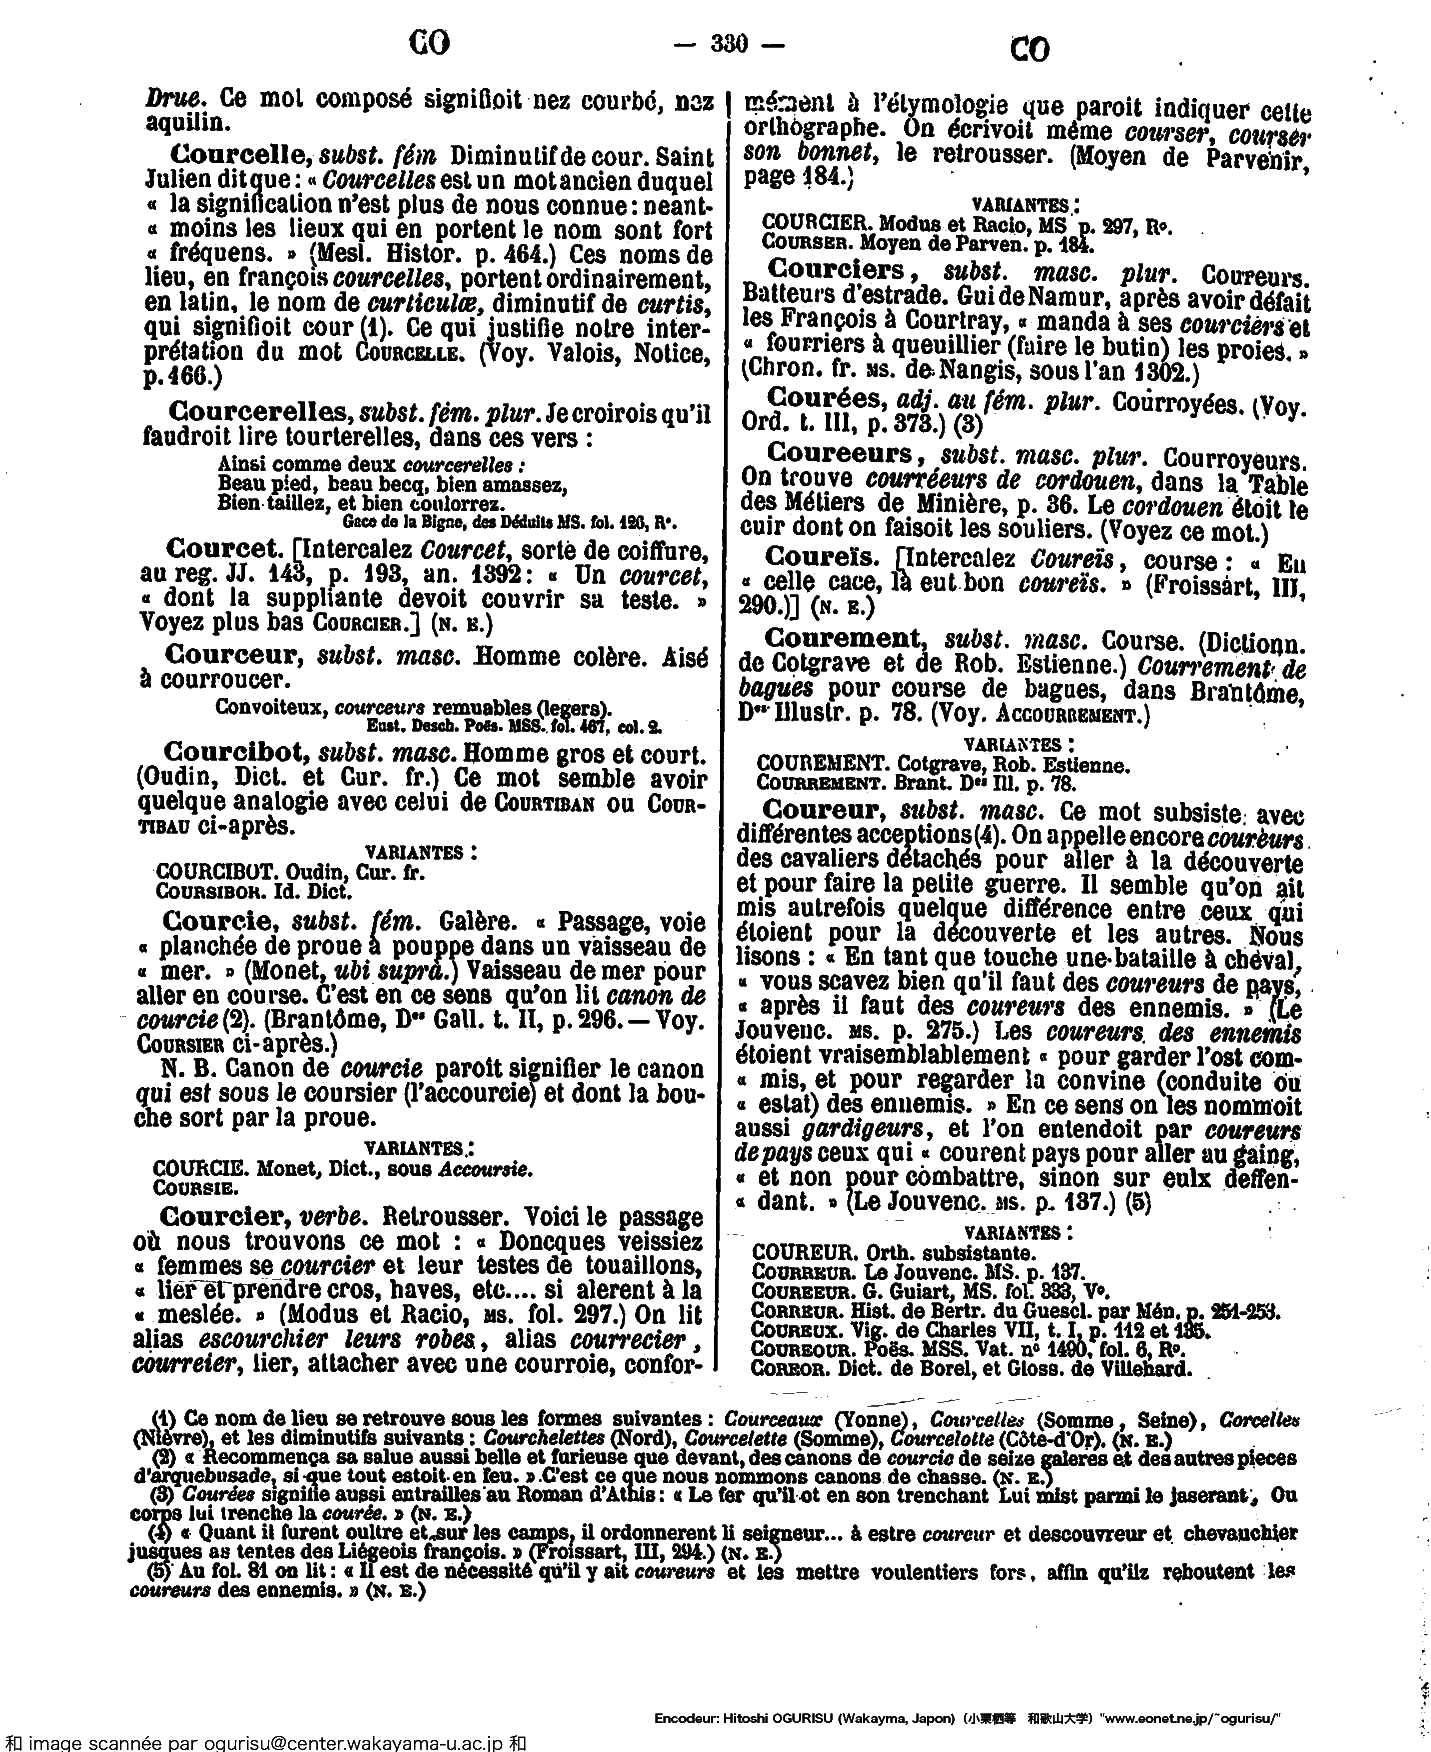 CO — 330 — CO
Drue. Ce mot composé signifioit nez courbé, nez
aquilin.
Courcelle, subst. fém Diminutif de cour. Saint
Julien dit que : « Courcelles est un mot ancien duquel
« la signification n'est plus de nous connue : neant-
« moins les lieux qui en portent le nom sont fort
« fréquens. » (Mesl. Histor. p. 464.) Ces noms de
lieu, en françois courcelles, portent ordinairement,
en latin, le nom de curticulæ, diminutif de curtis,
qui signifioit cour (1). Ce qui justifie notre inter-
prétation du mot COURCELLE. (Voy. Valois, Notice,
p. 466.)
Courcerelles, subst. fém. plur. Je croirois qu'il
faudroit lire tourterelles, dans ces vers :
Ainsi comme deux courcerelles :
Beau pied, beau becq, bien amassez,
Bien taillez, et bien coulorrez.
Gace de la Bigne, des Déduits MS. fol. 126, R°.
Courcet. [Intercalez Courcet, sorte de coiffure,
au reg. JJ. 143, p. 193, an. 1392 : « Un courcet,
« dont la suppliante devoit couvrir sa teste. »
Voyez plus bas COURCIER.] (N. E.)
Courceur, subst. masc. Homme colère. Aisé
à courroucer.
Convoiteux, courceurs remuables (legers).
Eust. Desch. Poës. MSS. fol. 467, col. 2.
Courcibot, subst. masc. Homme gros et court.
(Oudin, Dict. et Cur. fr.) Ce mot semble avoir
quelque analogie avec celui de COURTIBAN ou COUR-
TIBAU ci-après.
VARIANTES :
COURCIBOT. Oudin, Cur. fr.
COURSIBOR. Id. Dict.
Courcie, subst. fém. Galère. « Passage, voie
« planchée de proue à pouppe dans un vaisseau de
« mer. » (Monet, ubi suprà.) Vaisseau de mer pour
aller en course. C'est en ce sens qu'on lit canon de
courcie (2). (Brantôme, Des Gall. t. II, p. 296. — Voy.
COURSIER ci-après.)
N. B. Canon de courcie paroît signifier le canon
qui est sous le coursier (l'accourcie) et dont la bou-
che sort par la proue.
VARIANTES :
COURCIE. Monet, Dict., sous Accoursie.
COURSIE.
Courcier, verbe. Retrousser. Voici le passage
où nous trouvons ce mot : « Doncques veissiez
« femmes se courcier et leur testes de touaillons,
« lier et prendre cros, haves, etc.... si alerent à la
« meslée. » (Modus et Racio, MS. fol. 297.) On lit
alias escourchier leurs robes, alias courrecier,
courreier, lier, attacher avec une courroie, confor-
mément à l'étymologie que paroit indiquer cette
orthographe. On écrivoit même courser, courser
son bonnet, le retrousser. (Moyen de Parvenir,
page 184.)
VARIANTES :
COURCIER. Modus et Racio, MS p. 297, R°.
COURSER. Moyen de Parven. p. 184.
Courciers, subst. masc. plur. Coureurs.
Batteurs d'estrade. Gui de Namur, après avoir défait
les François à Courtray, « manda à ses courciers et
« fourriers à queuillier (faire le butin) les proies. »
(Chron. fr. MS. de Nangis, sous l'an 1302.)
Courées, adj. au fém. plur. Courroyées. (Voy.
Ord. t. III, p. 373.) (3)
Coureeurs, subst. masc. plur. Courroyeurs.
On trouve courréeurs de cordouen, dans la Table
des Métiers de Minière, p. 36. Le cordouen étoit le
cuir dont on faisoit les souliers. (Voyez ce mot.)
Coureïs. [Intercalez Coureïs, course : « En
« celle cace, là eut bon coureïs. » (Froissart, III,
290.)] (N. E.)
Courement, subst. masc. Course. (Dictionn.
de Cotgrave et de Rob. Estienne.) Courrement de
bagues pour course de bagues, dans Brantôme,
Des Illustr. p. 78. (Voy. ACCOURREMENT.)
VARIANTES :
COUREMENT. Cotgrave, Rob. Estienne.
COURREMENT. Brant. Des Ill. p. 78.
Coureur, subst. masc. Ce mot subsiste avec
différentes acceptions (4). On appelle encore coureurs
des cavaliers détachés pour aller à la découverte
et pour faire la petite guerre. Il semble qu'on ait
mis autrefois quelque différence entre ceux qui
étoient pour la découverte et les autres. Nous
lisons : « En tant que touche une bataille à cheval,
« vous scavez bien qu'il faut des coureurs de pays,
« après il faut des coureurs des ennemis. » (Le
Jouvenc. MS. p. 275.) Les coureurs des ennemis
étoient vraisemblablement « pour garder l'ost com-
« mis, et pour regarder la convine (conduite ou
« estat) des ennemis. » En ce sens on les nommoit
aussi gardigeurs, et l'on entendoit par coureurs
de pays ceux qui « courent pays pour aller au gaing,
« et non pour combattre, sinon sur eulx deffen-
« dant. » (Le Jouvenc. MS. p. 137.) (5)
VARIANTES :
COUREUR. Orth. subsistante.
COURREUR. Le Jouvenc. MS. p. 137.
COUREEUR. G. Guiart, MS. fol. 333, V°.
CORREUR. Hist. de Bertr. du Guescl. par Mén. p. 251-253.
COUREUX. Vig. de Charles VII, t. I, p. 112 et 135.
COUREOUR. Poës. MSS. Vat. n° 1490, fol. 6, R°.
COREOR. Dict. de Borel, et Gloss. de Villehard.
(1) Ce nom de lieu se retrouve sous les formes suivantes : Courceaux (Yonne), Courcelles (Somme, Seine), Corcelles
(Nièvre), et les diminutifs suivants : Courchelettes (Nord), Courcelette (Somme), Courcelotte (Côte-d'Or). (N. E.)
(2) « Recommença sa salue aussi belle et furieuse que devant, des canons de courcie de seize galeres et des autres pieces
d'arquebusade, si que tout estoit en feu. » C'est ce que nous nommons canons de chasse. (N. E.)
(3) Courées signifie aussi entrailles au Roman d'Athis : « Le fer qu'il ot en son trenchant Lui mist parmi le jaserant, Ou
corps lui trenche la courée. » (N. E.)
(4) « Quant il furent oultre et sur les camps, il ordonnerent li seigneur... à estre coureur et descouvreur et chevauchier
jusques as tentes des Liégeois françois. » (Froissart, III, 294.) (N. E.)
(5) Au fol. 81 on lit : « Il est de nécessité qu'il y ait coureurs et les mettre voulentiers fors, affin qu'ilz reboutent les
coureurs des ennemis. » (N. E.)
Encodeur: Hitoshi OGURISU (Wakayma, Japon) (小栗栖等 和歌山大学) "www.eonet.ne.jp/~ogurisu/"
和 image scannée par ogurisu@center.wakayama-u.ac.jp 和